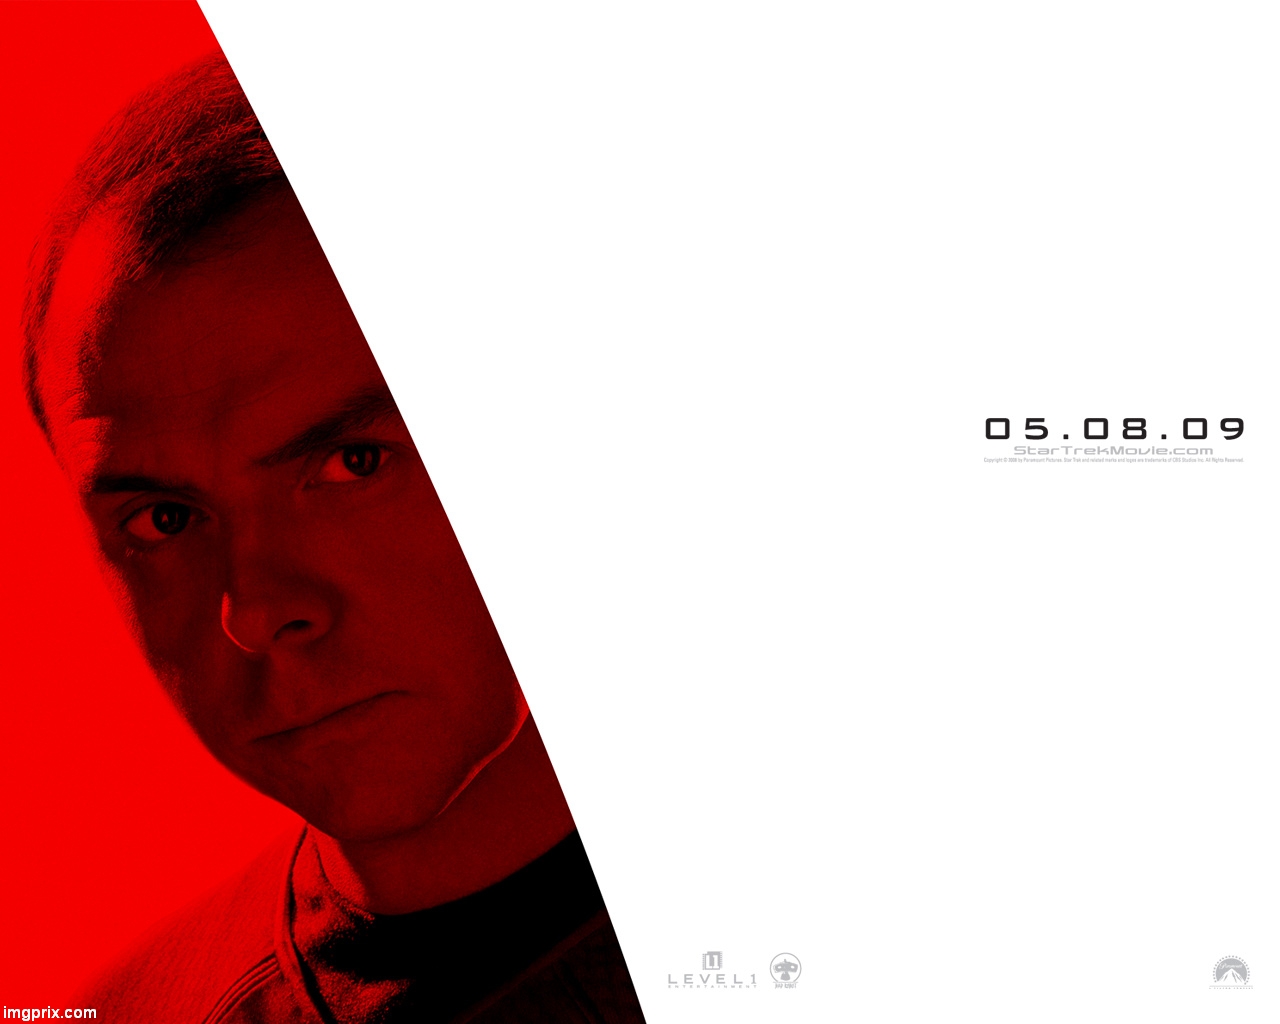 05.08.09
StarTrekMovie.com
Copyright © 2008 by Paramount Pictures. Star Trek and related marks and logos are trademarks of CBS Studios Inc. All Rights Reserved.
LEVEL 1
ENTERTAINMENT
BAD ROBOT
Paramount
imgprix.com